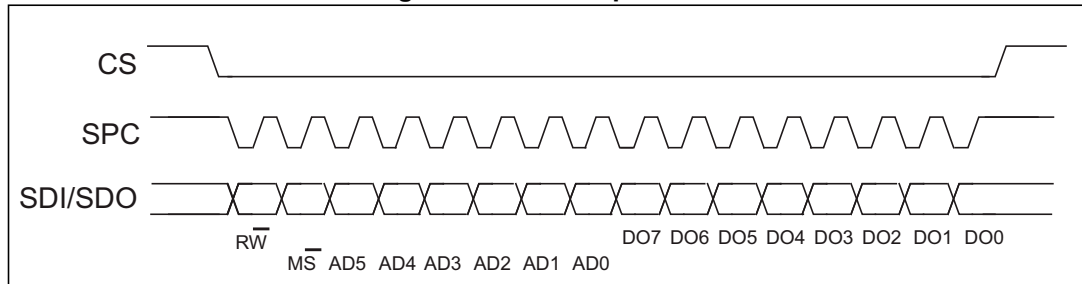 CS
SPC
SDI/SDO
RW̅ DO7 DO6 DO5 DO4 DO3 DO2 DO1 DO0
MS̅ AD5 AD4 AD3 AD2 AD1 AD0